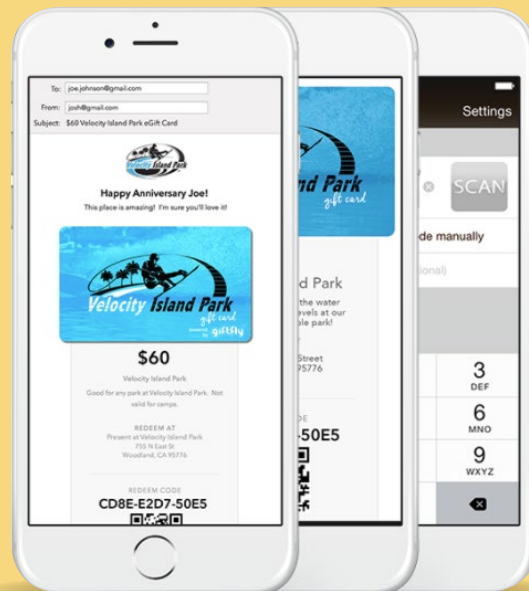 To: joe.johnson@gmail.com
From: josh@gmail.com
Subject: $60 Velocity Island Park eGift Card
Velocity Island Park
Happy Anniversary Joe!
This place is amazing! I'm sure you'll love it!
Velocity Island Park
gift card
powered by giftfly
$60
Velocity Island Park
Good for any park at Velocity Island Park. Not
valid for camps.
REDEEM AT
Present at Velocity Island Park
755 N East St
Woodland, CA 95776
REDEEM CODE
CD8E-E2D7-50E5
nd Park
gift card
d Park
the water
evels at our
le park!
Street
95776
DE
-50E5
Settings
SCAN
de manually
ional)
3
DEF
6
MNO
9
WXYZ